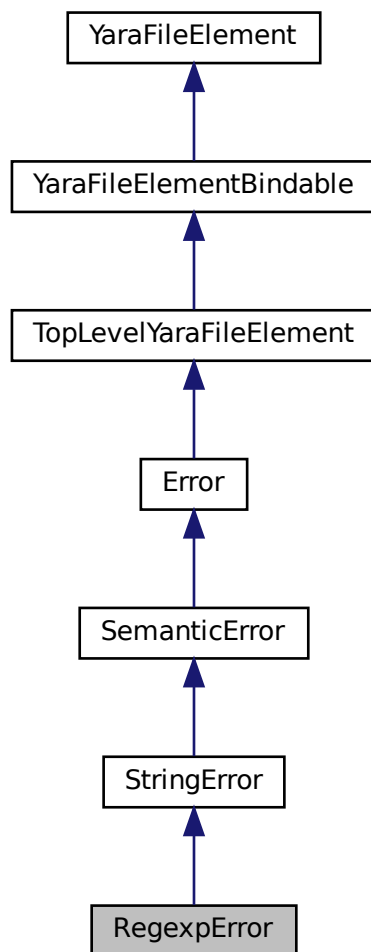 YaraFileElement
YaraFileElementBindable
TopLevelYaraFileElement
Error
SemanticError
StringError
RegexpError